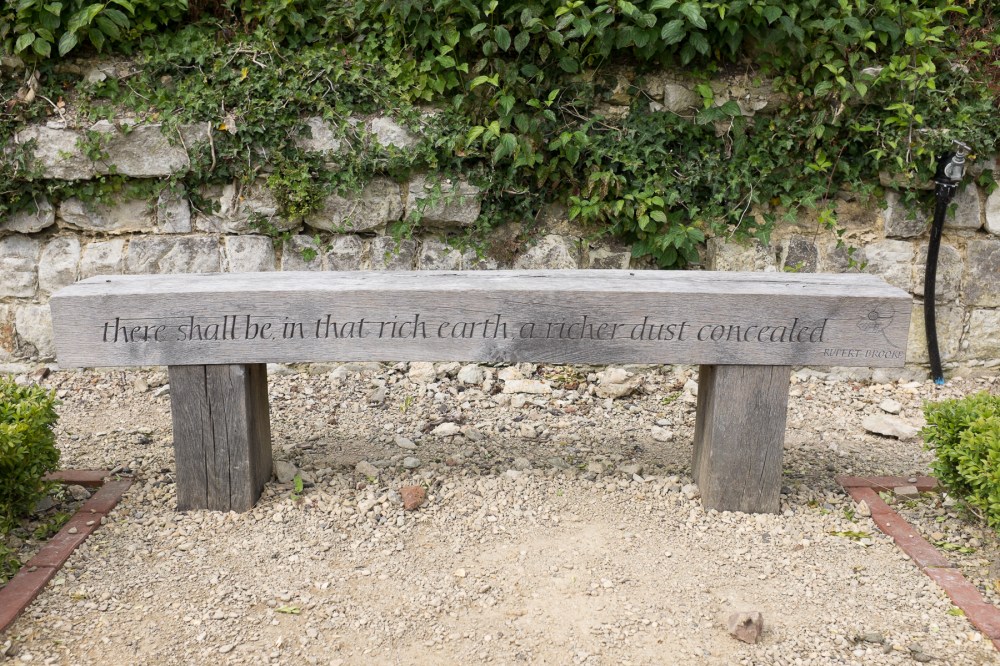 there shall be, in that rich earth, a richer dust concealed
RUPERT BROOKE